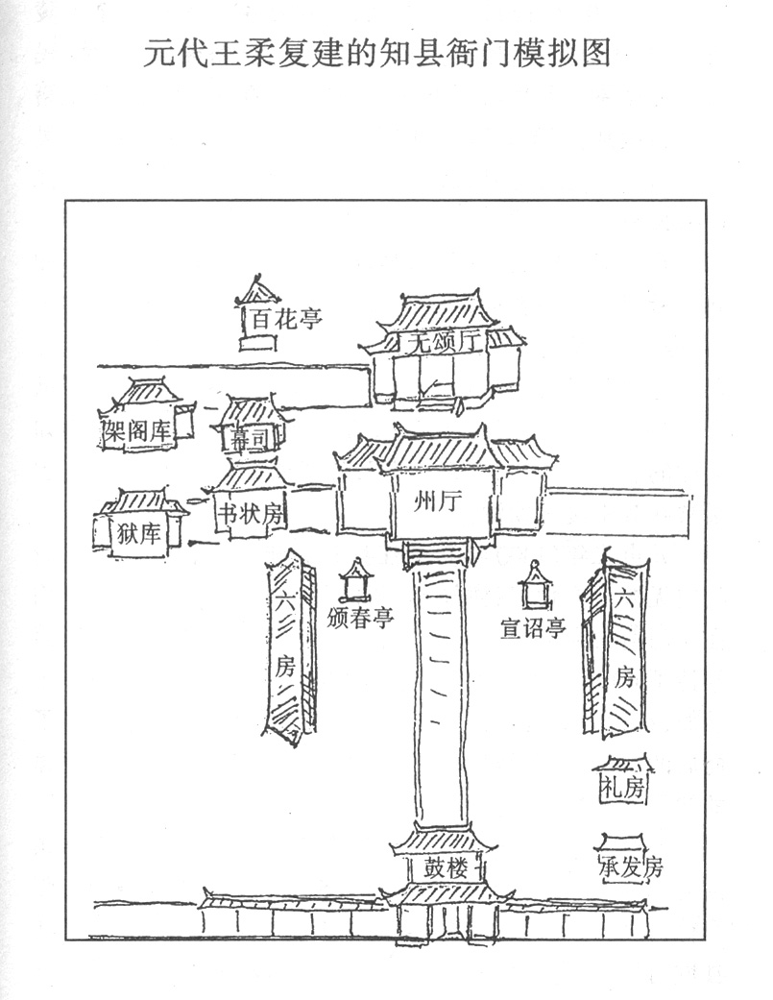 元代王柔复建的知县衙门模拟图
百花亭
无颂厅
架阁库
幕司
书状房
州厅
狱库
六房
颁春亭
宣诏亭
六房
礼房
承发房
鼓楼